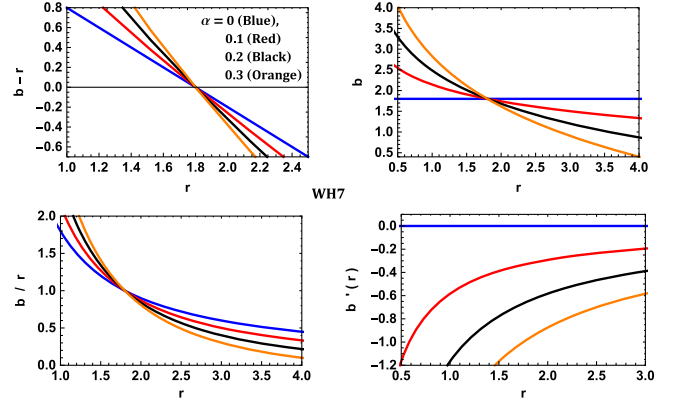 0.8
0.6
0.4
0.2
0.0
−0.2
−0.4
−0.6
b − r
1.0 1.2 1.4 1.6 1.8 2.0 2.2 2.4
r
α = 0 (Blue),
0.1 (Red)
0.2 (Black)
0.3 (Orange)
4.0
3.5
3.0
2.5
2.0
1.5
1.0
0.5
b
0.5 1.0 1.5 2.0 2.5 3.0 3.5 4.0
r
WH7
2.0
1.5
1.0
0.5
0.0
b / r
1.0 1.5 2.0 2.5 3.0 3.5 4.0
r
0.0
−0.2
−0.4
−0.6
−0.8
−1.0
−1.2
b ' ( r )
0.5 1.0 1.5 2.0 2.5 3.0
r